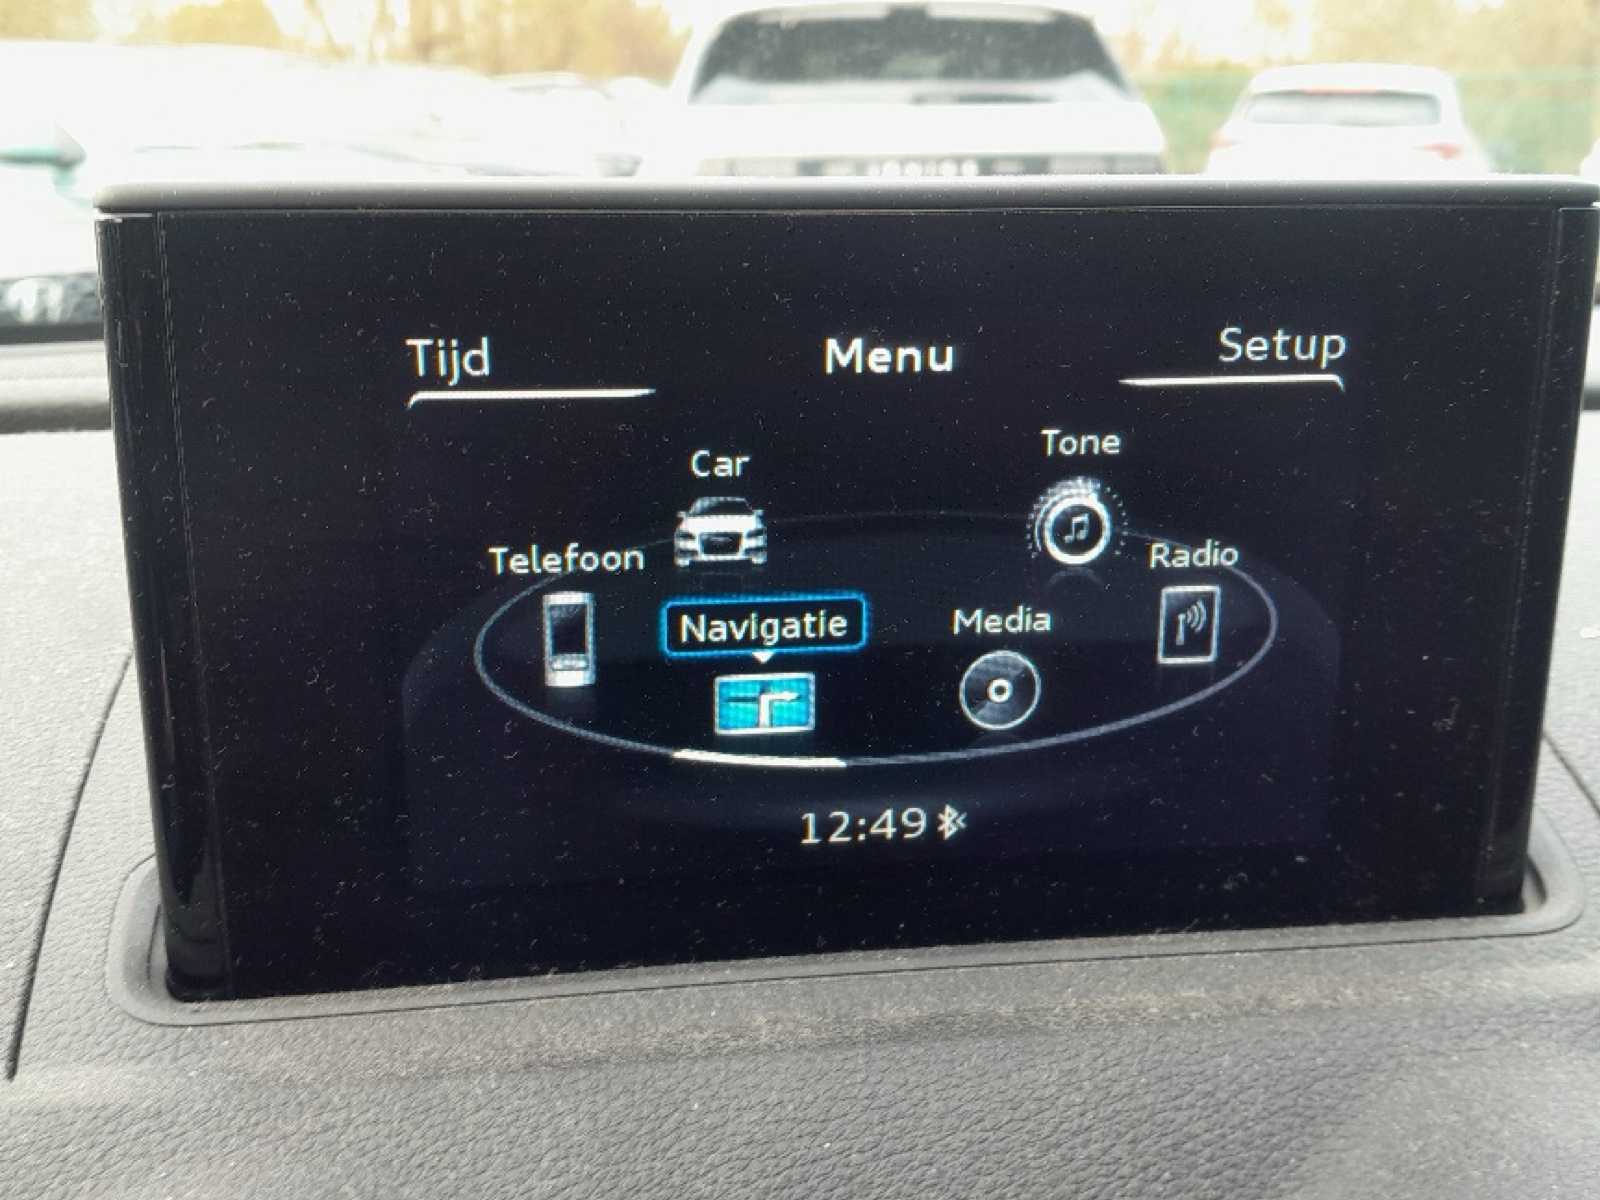 Tijd
Menu
Setup
Car
Tone
Telefoon
Radio
Navigatie
Media
12:49